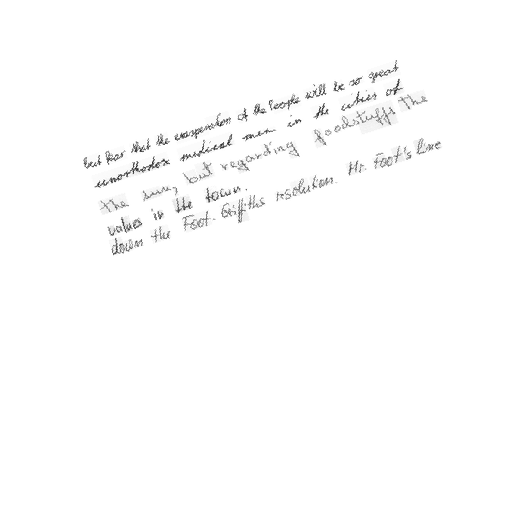 but fear that the exasperation of the People will be so great
unorthodox medical men in the cities of
the sun, but regarding foodstuffs the
values in the town.
down the Foot-Griffiths resolution. Mr. Foot's line